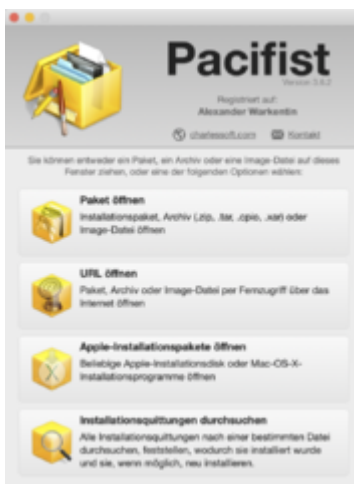 Pacifist
Version 3.6.2
Registriert auf:
Alexander Warkentin
charlessoft.com Kontakt
Sie können entweder ein Paket, ein Archiv oder eine Image-Datei auf dieses
Fenster ziehen, oder eine der folgenden Optionen wählen:
Paket öffnen
Installationspaket, Archiv (.zip, .tar, .cpio, .xar) oder
Image-Datei öffnen
URL öffnen
Paket, Archiv oder Image-Datei per Fernzugriff über das
Internet öffnen
Apple-Installationspakete öffnen
Beliebige Apple-Installationsdisk oder Mac-OS-X-
Installationsprogramme öffnen
Installationsquittungen durchsuchen
Alle Installationsquittungen nach einer bestimmten Datei
durchsuchen, feststellen, wodurch sie installiert wurde
und sie, wenn möglich, neu installieren.